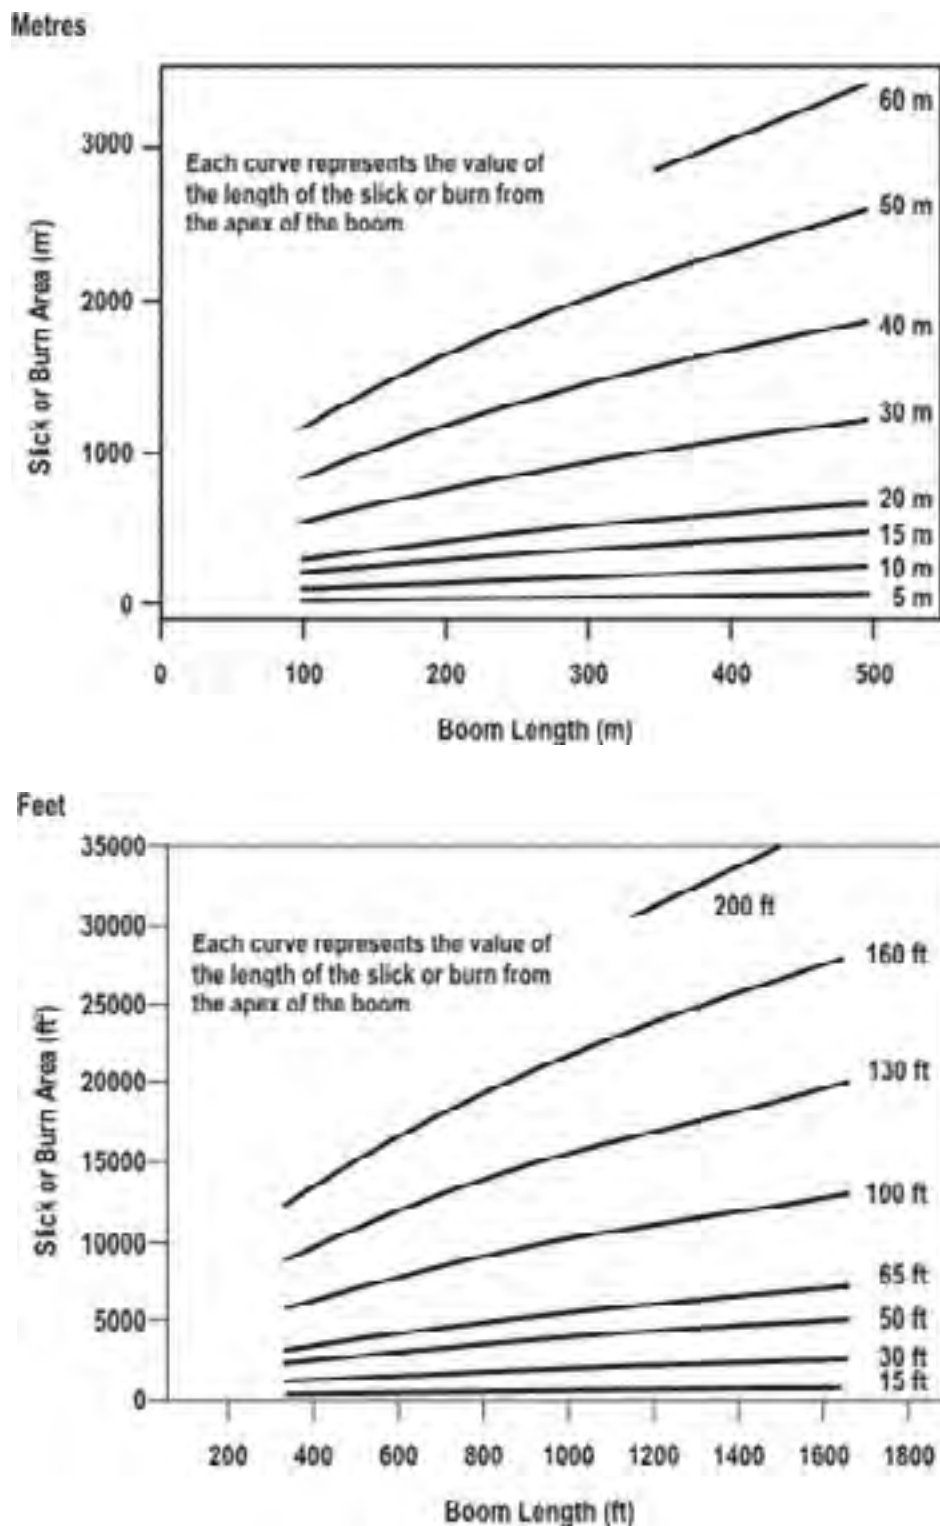 Metres
3000
2000
1000
0
Sick or Burn Area (m²)
Each curve represents the value of
the length of the slick or burn from
the apex of the boom
60 m
50 m
40 m
30 m
20 m
15 m
10 m
5 m
0 100 200 300 400 500
Boom Length (m)
Feet
35000
30000
25000
20000
15000
10000
5000
0
Sick or Burn Area (ft²)
Each curve represents the value of
the length of the slick or burn from
the apex of the boom
200 ft
160 ft
130 ft
100 ft
65 ft
50 ft
30 ft
15 ft
200 400 600 800 1000 1200 1400 1600 1800
Boom Length (ft)